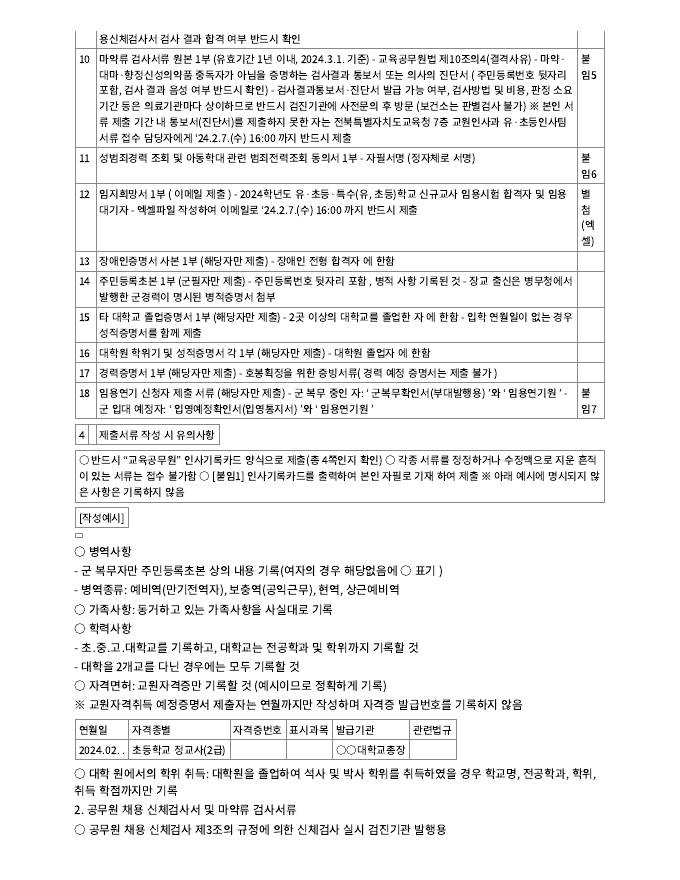 용신체검사서 검사 결과 합격 여부 반드시 확인
10 마약류 검사서류 원본 1부 (유효기간 1년 이내, 2024.3.1. 기준) - 교육공무원법 제10조의4(결격사유) - 마약· 붙
대마·향정신성의약품 중독자가 아님을 증명하는 검사결과 통보서 또는 의사의 진단서 ( 주민등록번호 뒷자리 임5
포함, 검사 결과 음성 여부 반드시 확인) - 검사결과통보서·진단서 발급 가능 여부, 검사방법 및 비용, 판정 소요
기간 등은 의료기관마다 상이하므로 반드시 검진기관에 사전문의 후 방문 (보건소는 판별검사 불가) ※ 본인 서
류 제출 기간 내 통보서(진단서)를 제출하지 못한 자는 전북특별자치도교육청 7층 교원인사과 유·초등인사팀
서류 접수 담당자에게 ‘24.2.7.(수) 16:00 까지 반드시 제출
11 성범죄경력 조회 및 아동학대 관련 범죄전력조회 동의서 1부 - 자필서명 (정자체로 서명) 붙
임6
12 임지희망서 1부 ( 이메일 제출 ) - 2024학년도 유·초등·특수(유, 초등)학교 신규교사 임용시험 합격자 및 임용 별
대기자 - 엑셀파일 작성하여 이메일로 ‘24.2.7.(수) 16:00 까지 반드시 제출 첨
(엑
셀)
13 장애인증명서 사본 1부 (해당자만 제출) - 장애인 전형 합격자 에 한함
14 주민등록초본 1부 (군필자만 제출) - 주민등록번호 뒷자리 포함 , 병적 사항 기록된 것 - 장교 출신은 병무청에서
발행한 군경력이 명시된 병적증명서 첨부
15 타 대학교 졸업증명서 1부 (해당자만 제출) - 2곳 이상의 대학교를 졸업한 자 에 한함 - 입학 연월일이 없는 경우
성적증명서를 함께 제출
16 대학원 학위기 및 성적증명서 각 1부 (해당자만 제출) - 대학원 졸업자 에 한함
17 경력증명서 1부 (해당자만 제출) - 호봉획정을 위한 증빙서류( 경력 예정 증명서는 제출 불가 )
18 임용연기 신청자 제출 서류 (해당자만 제출) - 군 복무 중인 자: ‘ 군복무확인서(부대발행용) ’와 ‘ 임용연기원 ’ - 붙
군 입대 예정자: ‘ 입영예정확인서(입영통지서) ’와 ‘ 임용연기원 ’ 임7
4 제출서류 작성 시 유의사항
○ 반드시 “교육공무원” 인사기록카드 양식으로 제출(총 4쪽인지 확인) ○ 각종 서류를 정정하거나 수정액으로 지운 흔적
이 있는 서류는 접수 불가함 ○ [붙임1] 인사기록카드를 출력하여 본인 자필로 기재 하여 제출 ※ 아래 예시에 명시되지 않
은 사항은 기록하지 않음
[작성예시]
○ 병역사항
- 군 복무자만 주민등록초본 상의 내용 기록(여자의 경우 해당없음에 ○ 표기 )
- 병역종류: 예비역(만기전역자), 보충역(공익근무), 현역, 상근예비역
○ 가족사항: 동거하고 있는 가족사항을 사실대로 기록
○ 학력사항
- 초.중.고.대학교를 기록하고, 대학교는 전공학과 및 학위까지 기록할 것
- 대학을 2개교를 다닌 경우에는 모두 기록할 것
○ 자격면허: 교원자격증만 기록할 것 (예시이므로 정확하게 기록)
※ 교원자격취득 예정증명서 제출자는 연월까지만 작성하며 자격증 발급번호를 기록하지 않음
연월일 자격종별 자격증번호 표시과목 발급기관 관련법규
2024.02. . 초등학교 정교사(2급) ○○대학교총장
○ 대학 원에서의 학위 취득: 대학원을 졸업하여 석사 및 박사 학위를 취득하였을 경우 학교명, 전공학과, 학위,
취득 학점까지만 기록
2. 공무원 채용 신체검사서 및 마약류 검사서류
○ 공무원 채용 신체검사 제3조의 규정에 의한 신체검사 실시 검진기관 발행용